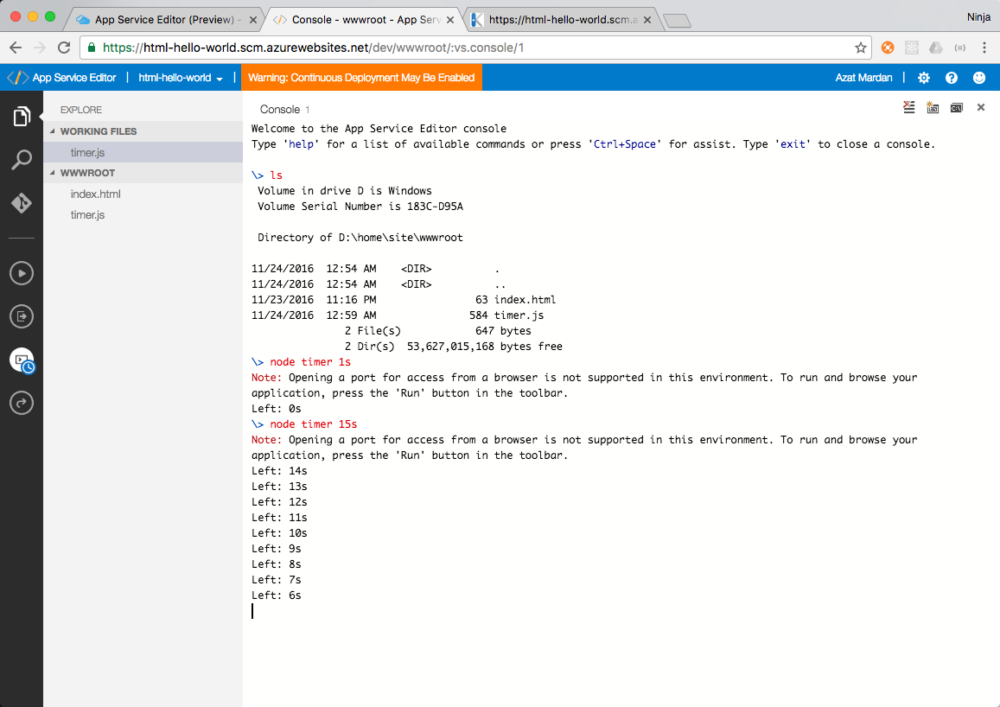 App Service Editor (Preview) -
Console - wwwroot - App Serv
https://html-hello-world.scm.a
Ninja
https://html-hello-world.scm.azurewebsites.net/dev/wwwroot/:vs.console/1
App Service Editor | html-hello-world | Warning: Continuous Deployment May Be Enabled
Azat Mardan |
EXPLORE
WORKING FILES
timer.js
WWWROOT
index.html
timer.js
Console 1
Welcome to the App Service Editor console
Type 'help' for a list of available commands or press 'Ctrl+Space' for assist. Type 'exit' to close a console.
\> ls
Volume in drive D is Windows
Volume Serial Number is 183C-D95A
Directory of D:\home\site\wwwroot
11/24/2016  12:54 AM    <DIR>          .
11/24/2016  12:54 AM    <DIR>          ..
11/23/2016  11:16 PM                63 index.html
11/24/2016  12:59 AM               584 timer.js
2 File(s)            647 bytes
2 Dir(s)  53,627,015,168 bytes free
\> node timer 1s
Note: Opening a port for access from a browser is not supported in this environment. To run and browse your
application, press the 'Run' button in the toolbar.
Left: 0s
\> node timer 15s
Note: Opening a port for access from a browser is not supported in this environment. To run and browse your
application, press the 'Run' button in the toolbar.
Left: 14s
Left: 13s
Left: 12s
Left: 11s
Left: 10s
Left: 9s
Left: 8s
Left: 7s
Left: 6s